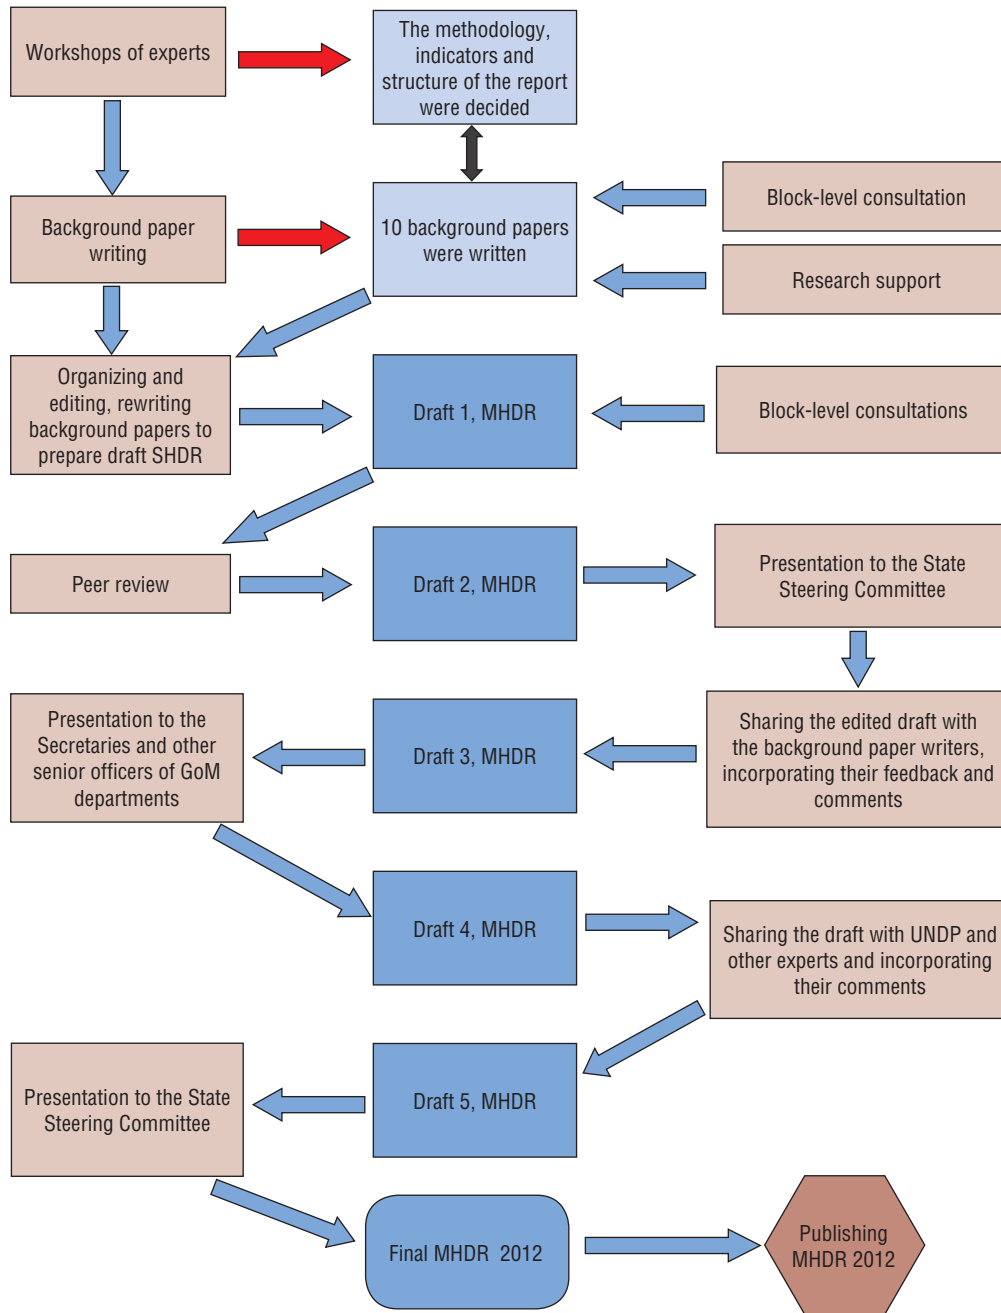 Workshops of experts
The methodology,
indicators and
structure of the report
were decided
Block-level consultation
Background paper
writing
10 background papers
were written
Research support
Organizing and
editing, rewriting
background papers to
prepare draft SHDR
Draft 1, MHDR
Block-level consultations
Peer review
Draft 2, MHDR
Presentation to the State
Steering Committee
Presentation to the
Secretaries and other
senior officers of GoM
departments
Draft 3, MHDR
Sharing the edited draft with
the background paper writers,
incorporating their feedback and
comments
Draft 4, MHDR
Sharing the draft with UNDP and
other experts and incorporating
their comments
Presentation to the State
Steering Committee
Draft 5, MHDR
Final MHDR 2012
Publishing
MHDR 2012